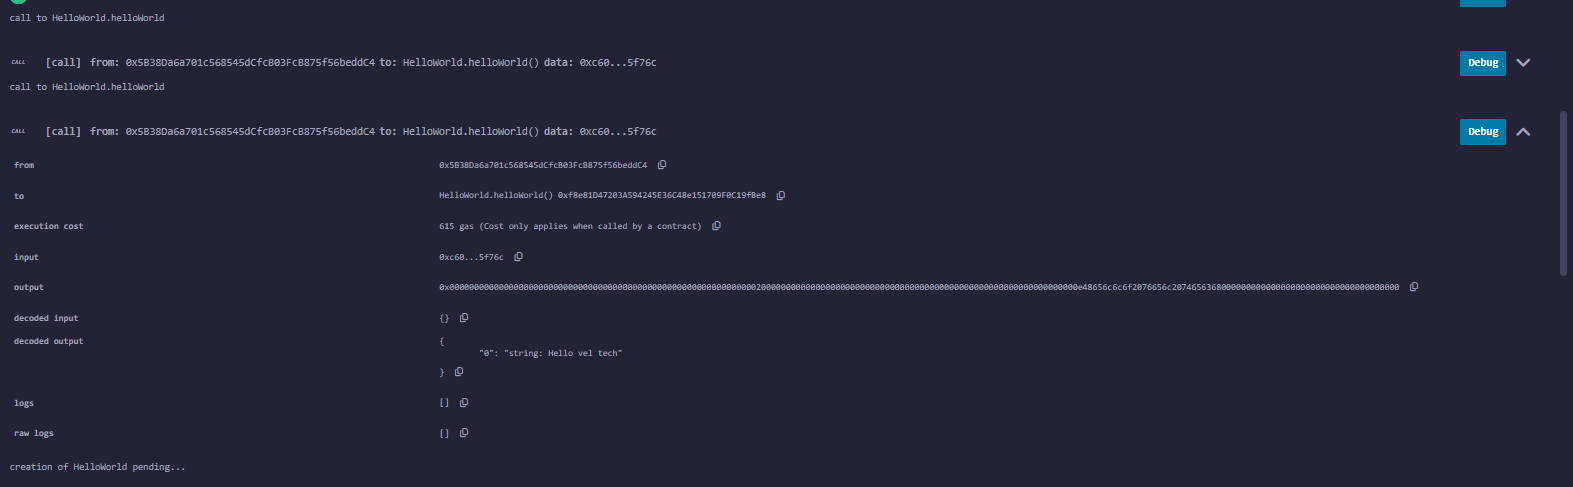 call to HelloWorld.helloWorld
CALL [call] from: 0x5B38Da6a701c568545dCfcB03FcB875f56beddC4 to: HelloWorld.helloWorld() data: 0xc60...5f76c Debug
call to HelloWorld.helloWorld
CALL [call] from: 0x5B38Da6a701c568545dCfcB03FcB875f56beddC4 to: HelloWorld.helloWorld() data: 0xc60...5f76c Debug
from 0x5B38Da6a701c568545dCfcB03FcB875f56beddC4
to HelloWorld.helloWorld() 0xf8e81D47203A594245E36C48e151709F0C19fBe8
execution cost 615 gas (Cost only applies when called by a contract)
input 0xc60...5f76c
output 0x0000000000000000000000000000000000000000000000000000000000000020000000000000000000000000000000000000000000000000000000000000000e48656c6c6f2076656c2074656368000000000000000000000000000000000000
decoded input {}
decoded output {
"0": "string: Hello vel tech"
}
logs []
raw logs []
creation of HelloWorld pending...